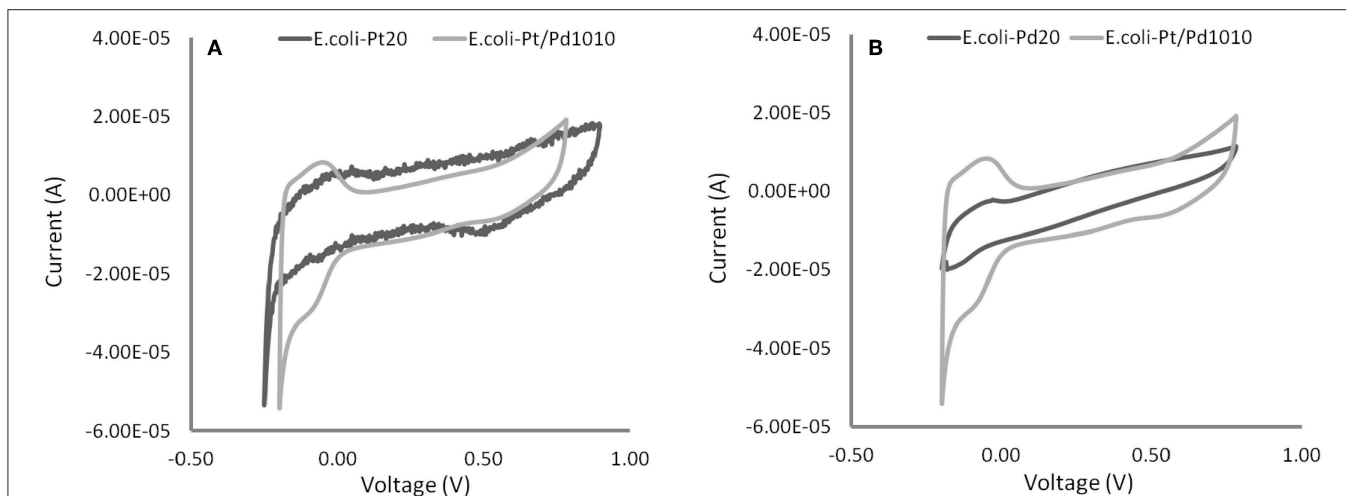 A
E.coli-Pt20 E.coli-Pt/Pd1010
4.00E-05
2.00E-05
0.00E+00
-2.00E-05
-4.00E-05
-6.00E-05
Current (A)
-0.50 0.00 0.50 1.00
Voltage (V)
B
E.coli-Pd20 E.coli-Pt/Pd1010
4.00E-05
2.00E-05
0.00E+00
-2.00E-05
-4.00E-05
-6.00E-05
Current (A)
-0.50 0.00 0.50 1.00
Voltage (V)